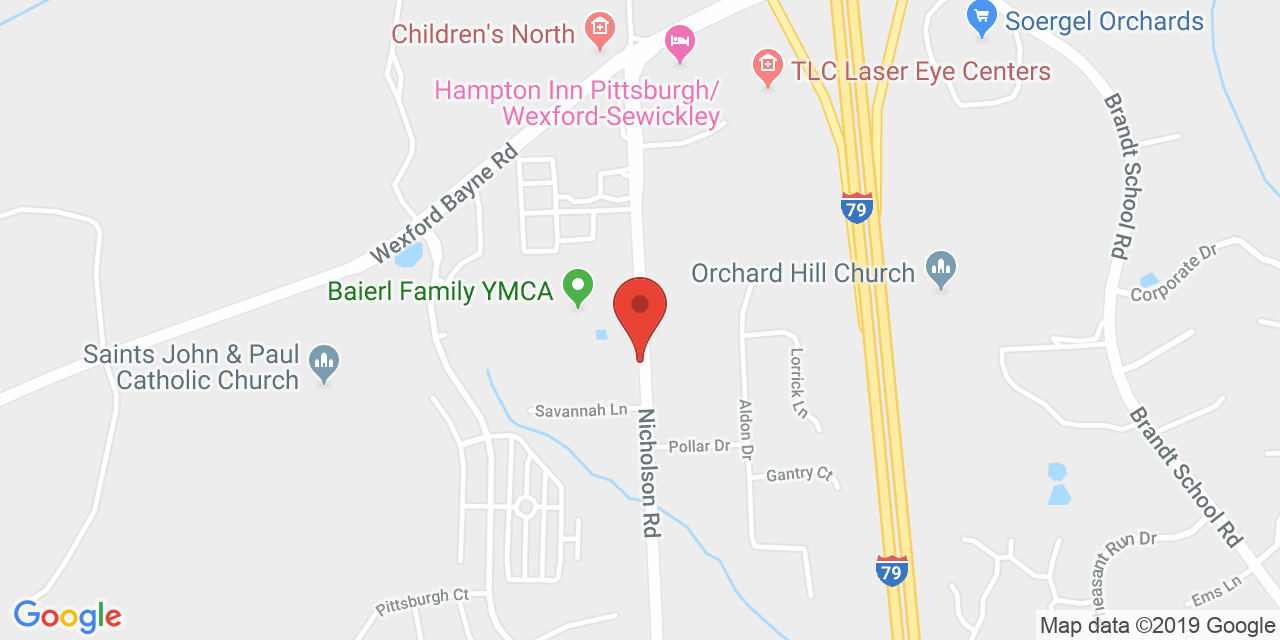 Children's North
Soergel Orchards
TLC Laser Eye Centers
Hampton Inn Pittsburgh/
Wexford-Sewickley
Brandt School Rd
Wexford Bayne Rd
79
Orchard Hill Church
Corporate Dr
Baierl Family YMCA
Saints John & Paul
Catholic Church
Lorrick Ln
Savannah Ln
Aldon Dr
Nicholson Rd
Pollar Dr
Gantry Ct
Brandt School Rd
Pheasant Run Dr
79
Ems Ln
Pittsburgh Ct
Google
Map data ©2019 Google